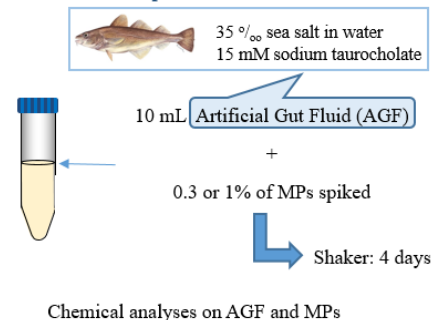 35 º/ₒₒ sea salt in water
15 mM sodium taurocholate
10 mL Artificial Gut Fluid (AGF)
+
0.3 or 1% of MPs spiked
Shaker: 4 days
Chemical analyses on AGF and MPs